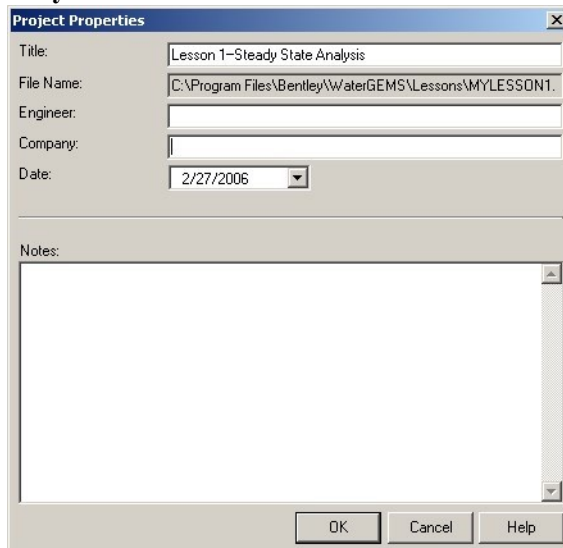 Project Properties
Title: Lesson 1–Steady State Analysis
File Name: C:\Program Files\Bentley\WaterGEMS\Lessons\MYLESSON1.
Engineer:
Company:
Date: 2/27/2006
Notes:
OK Cancel Help